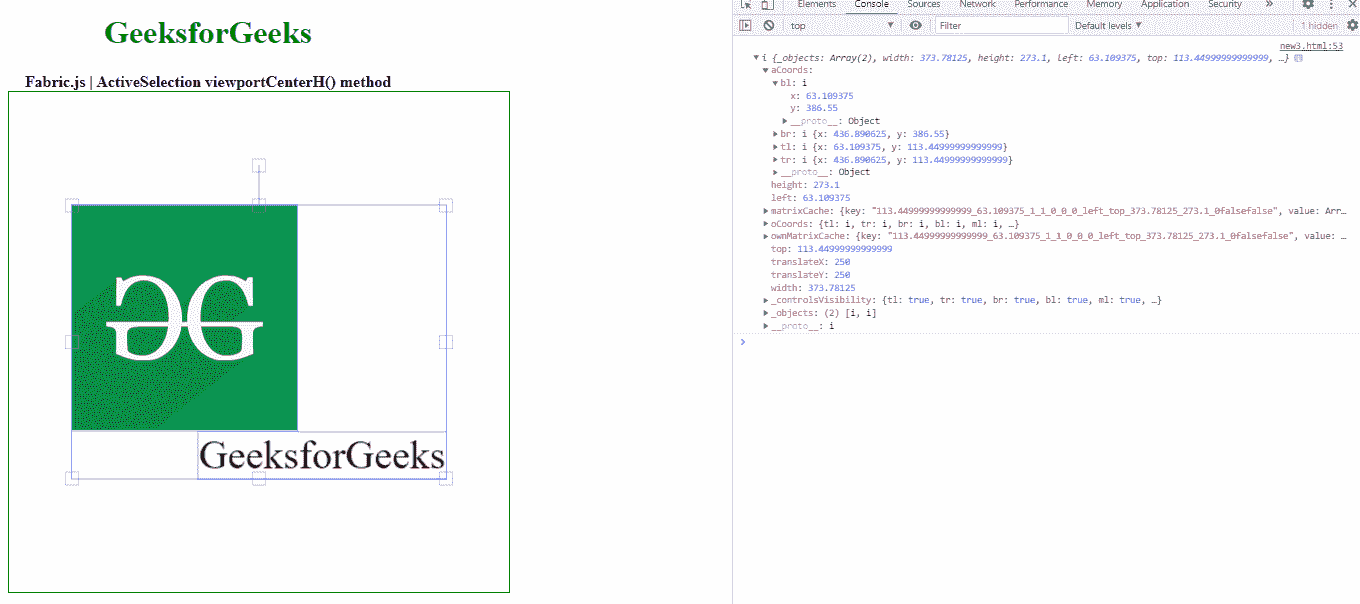 GeeksforGeeks
Fabric.js | ActiveSelection viewportCenterH() method
GeeksforGeeks
Elements Console Sources Network Performance Memory Application Security »
top ▼ Filter Default levels ▼ 1 hidden
new3.html:53
▼i {_objects: Array(2), width: 373.78125, height: 273.1, left: 63.109375, top: 113.44999999999999, …}
▼aCoords:
▼bl: i
x: 63.109375
y: 386.55
▶__proto__: Object
▶br: i {x: 436.890625, y: 386.55}
▶tl: i {x: 63.109375, y: 113.44999999999999}
▶tr: i {x: 436.890625, y: 113.44999999999999}
▶__proto__: Object
height: 273.1
left: 63.109375
▶matrixCache: {key: "113.44999999999999_63.109375_1_1_0_0_0_left_top_373.78125_273.1_0falsefalse", value: Arr…
▶oCoords: {tl: i, tr: i, br: i, bl: i, ml: i, …}
▶ownMatrixCache: {key: "113.44999999999999_63.109375_1_1_0_0_0_left_top_373.78125_273.1_0falsefalse", value: …
top: 113.44999999999999
translateX: 250
translateY: 250
width: 373.78125
▶_controlsVisibility: {tl: true, tr: true, br: true, bl: true, ml: true, …}
▶_objects: (2) [i, i]
▶__proto__: i